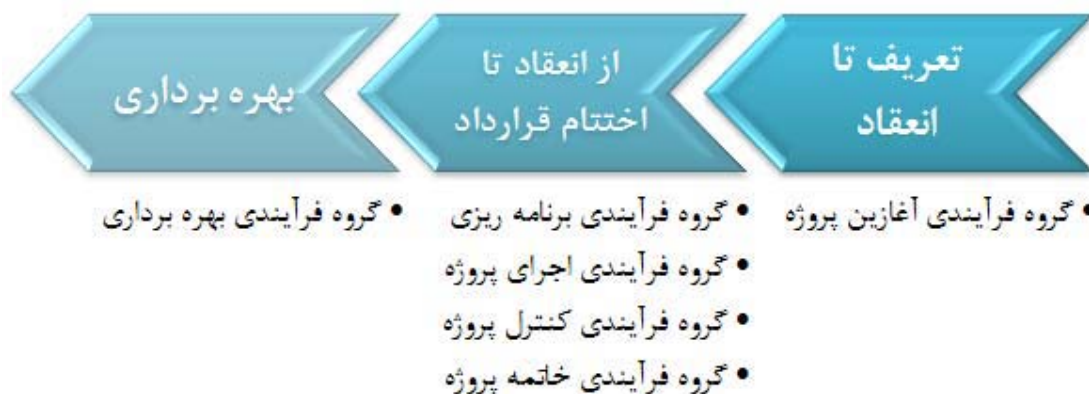 تعریف تا
انعقاد
• گروه فرآیندی آغازین پروژه
از انعقاد تا
اختتام قرارداد
• گروه فرآیندی برنامه ریزی
• گروه فرآیندی اجرای پروژه
• گروه فرآیندی کنترل پروژه
• گروه فرآیندی خاتمه پروژه
بهره برداری
• گروه فرآیندی بهره برداری